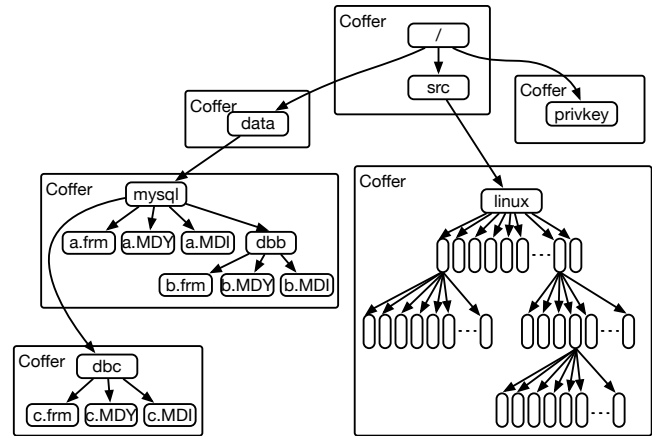 Coffer
/
src
Coffer
data
Coffer
privkey
Coffer
mysql
a.frm
a.MDY
a.MDI
dbb
b.frm
b.MDY
b.MDI
Coffer
linux
Coffer
dbc
c.frm
c.MDY
c.MDI